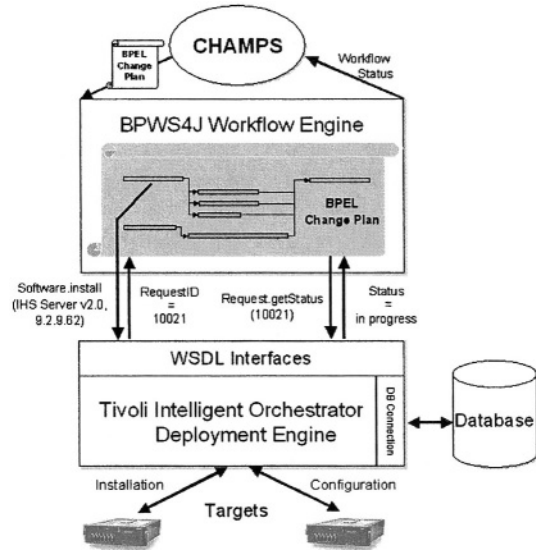 CHAMPS
BPEL
Change
Plan
Workflow
Status
BPWS4J Workflow Engine
BPEL
Change Plan
Software.install
(IHS Server v2.0,
9.2.9.62)
RequestID
=
10021
Request.getStatus
(10021)
Status
=
in progress
WSDL Interfaces
Tivoli Intelligent Orchestrator
Deployment Engine
DB Connection
Database
Installation
Configuration
Targets